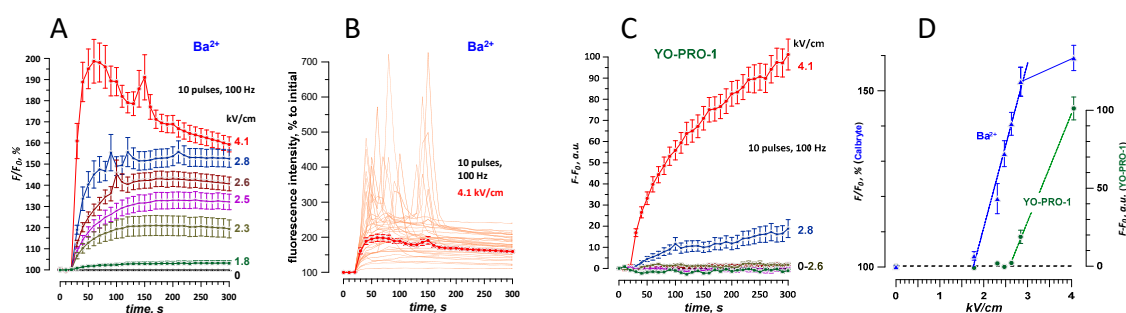 A
Ba²⁺
F/F₀, %
200
190
180
170
160
150
140
130
120
110
100
10 pulses, 100 Hz
kV/cm
4.1
2.8
2.6
2.5
2.3
1.8
0
0 50 100 150 200 250 300
time, s
B
Ba²⁺
fluorescence intensity, % to initial
700
600
500
400
300
200
100
10 pulses,
100 Hz
4.1 kV/cm
0 50 100 150 200 250 300
time, s
C
YO-PRO-1
F-F₀, a.u.
100
90
80
70
60
50
40
30
20
10
0
kV/cm
4.1
10 pulses, 100 Hz
2.8
0-2.6
0 50 100 150 200 250 300
time, s
D
F/F₀, % (Calbryte)
150
100
Ba²⁺
YO-PRO-1
100
50
0
F-F₀, a.u. (YO-PRO-1)
0 1 2 3 4
kV/cm